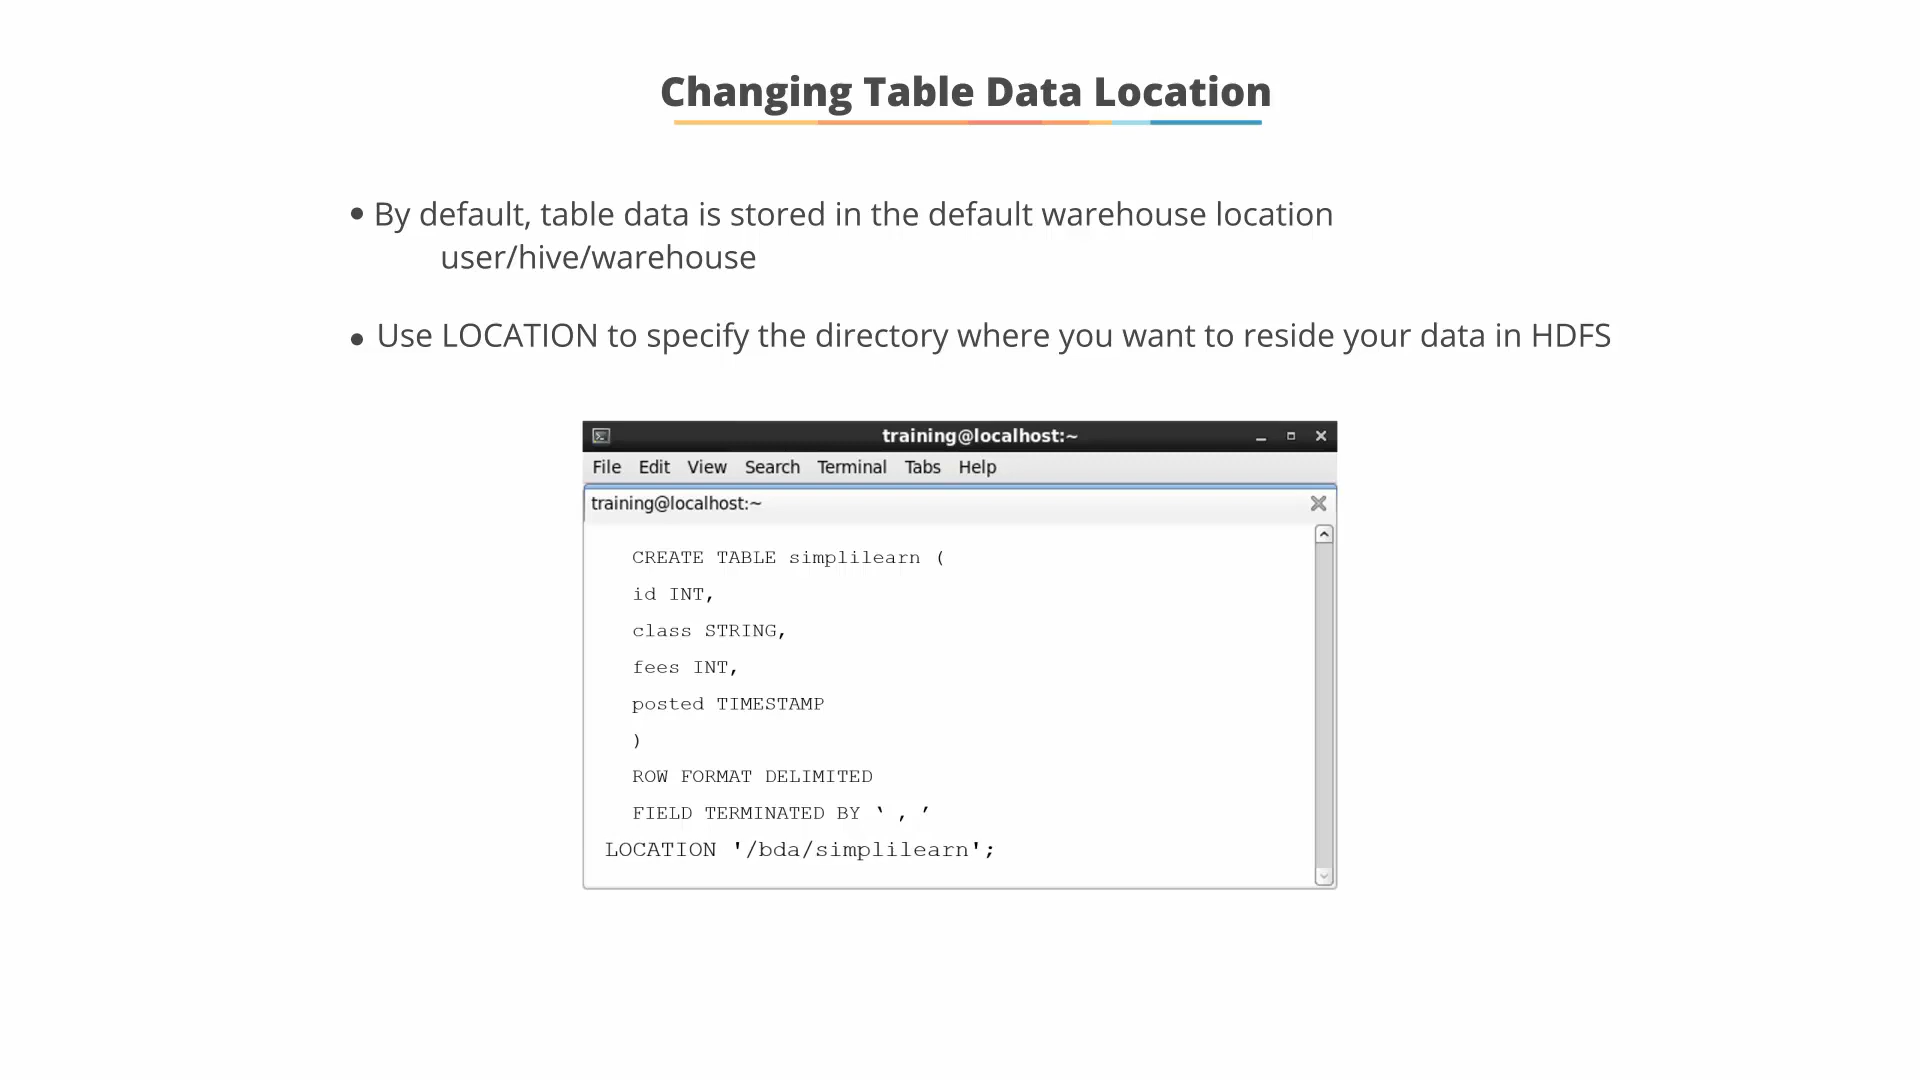 Changing Table Data Location
• By default, table data is stored in the default warehouse location
user/hive/warehouse
• Use LOCATION to specify the directory where you want to reside your data in HDFS
training@localhost:~
File Edit View Search Terminal Tabs Help
training@localhost:~
CREATE TABLE simplilearn (
id INT,
class STRING,
fees INT,
posted TIMESTAMP
)
ROW FORMAT DELIMITED
FIELD TERMINATED BY ‘ , ’
LOCATION '/bda/simplilearn';